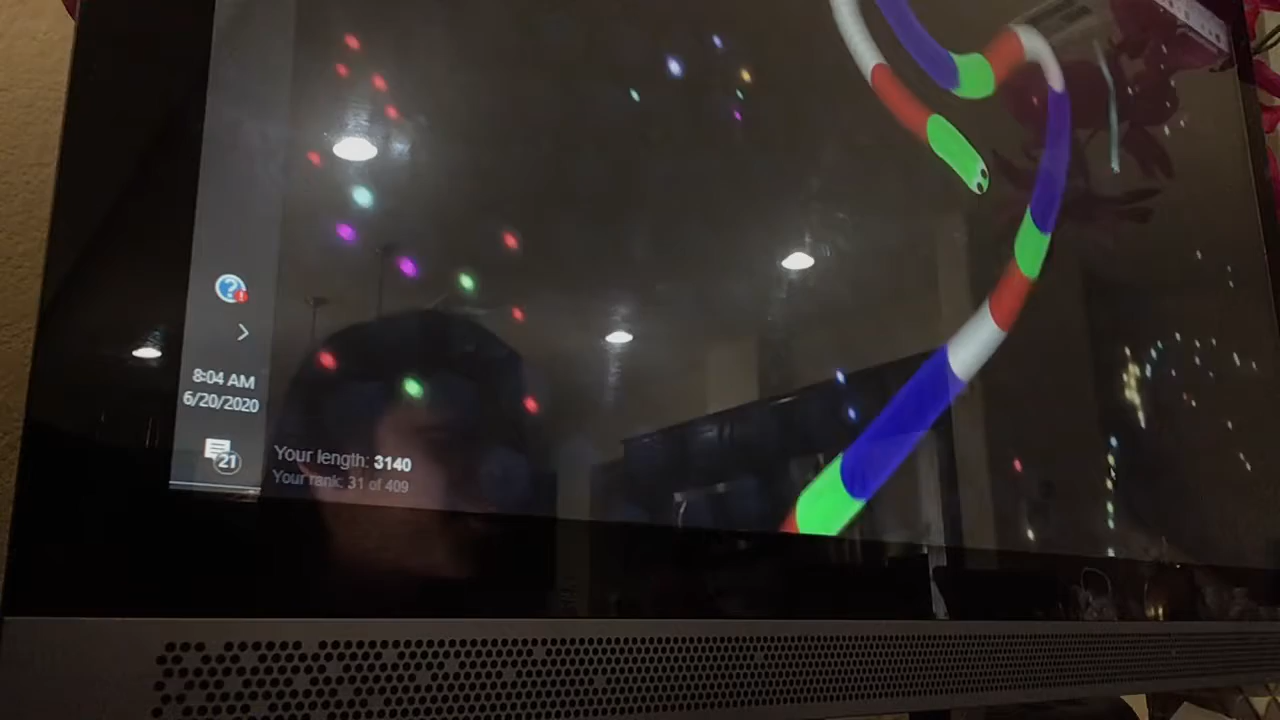 ?
!
8:04 AM
6/20/2020
21
Your length: 3140
Your rank: 31 of 409